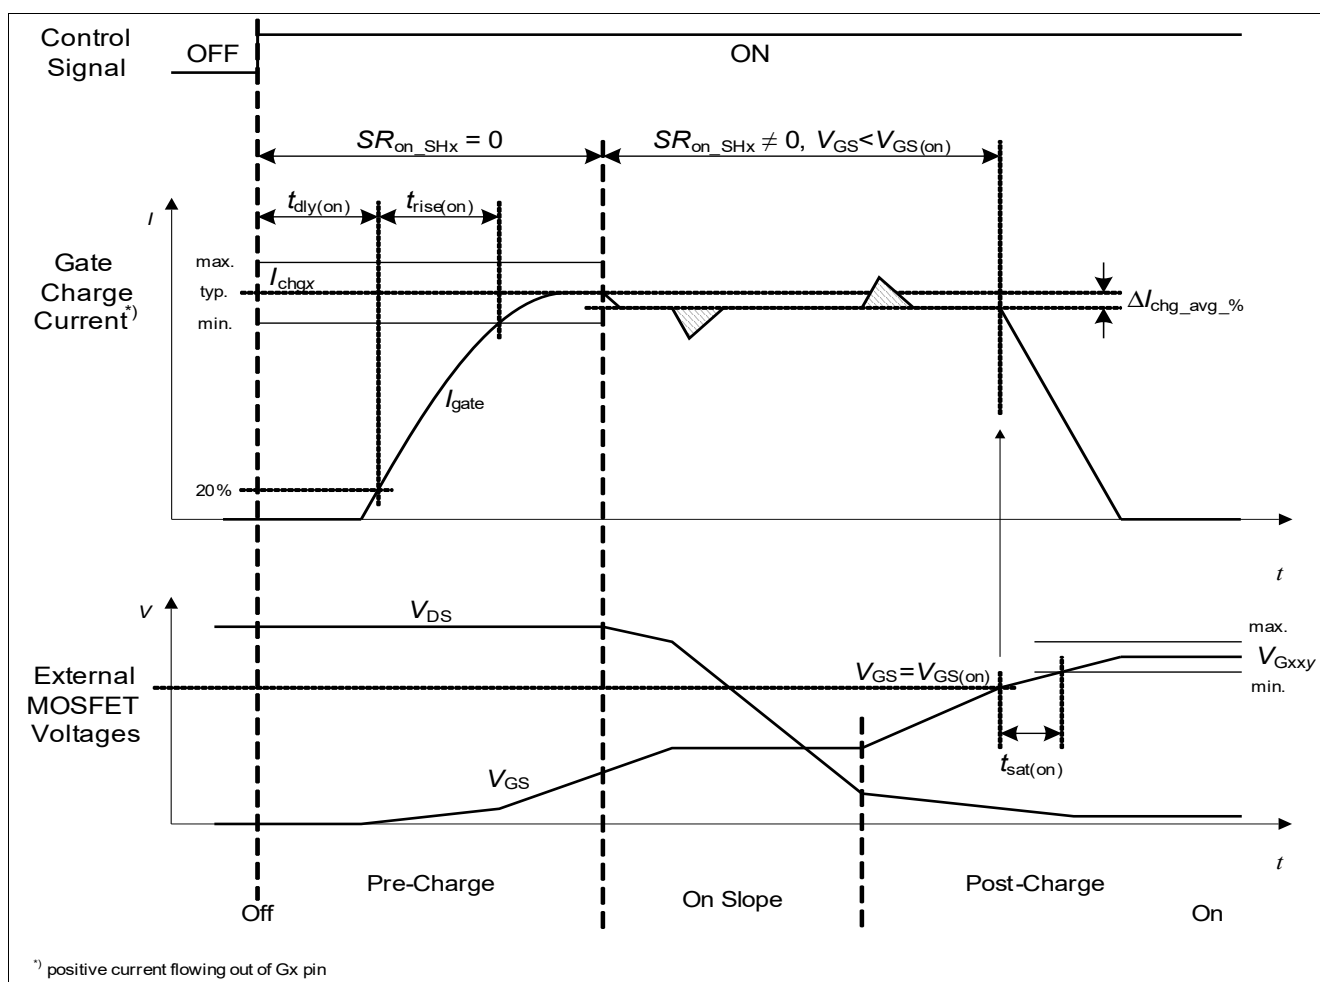 Control
Signal
OFF
ON
SRon_SHx = 0
SRon_SHx ≠ 0, VGS<VGS(on)
tdly(on)
trise(on)
I
Gate
Charge
Current*)
max.
typ.
min.
20%
Ichgx
Igate
ΔIchg_avg_%
t
V
External
MOSFET
Voltages
VDS
VGS
VGS=VGS(on)
max.
VGxxy
min.
tsat(on)
t
Pre-Charge
On Slope
Post-Charge
Off
On
*) positive current flowing out of Gx pin